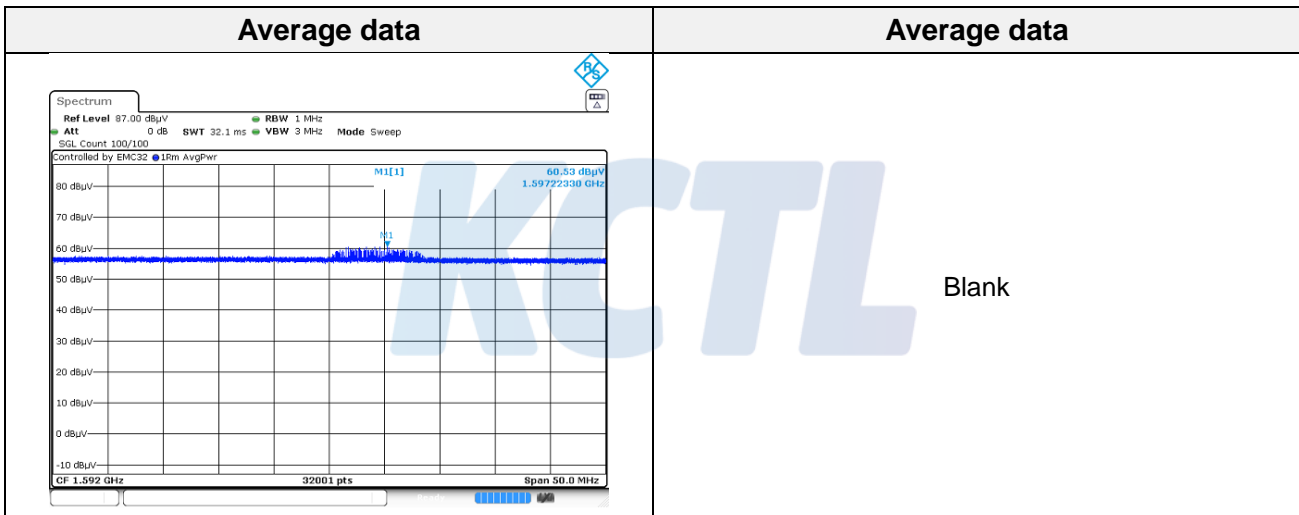 Average data
Average data
R&S
Spectrum
Ref Level 87.00 dBµV RBW 1 MHz
Att 0 dB SWT 32.1 ms VBW 3 MHz Mode Sweep
SGL Count 100/100
Controlled by EMC32 1Rm AvgPwr
M1[1] 60.53 dBµV
1.59722330 GHz
80 dBµV
70 dBµV
M1
60 dBµV
50 dBµV
40 dBµV
30 dBµV
20 dBµV
10 dBµV
0 dBµV
-10 dBµV
CF 1.592 GHz 32001 pts Span 50.0 MHz
Ready
KCTL
Blank